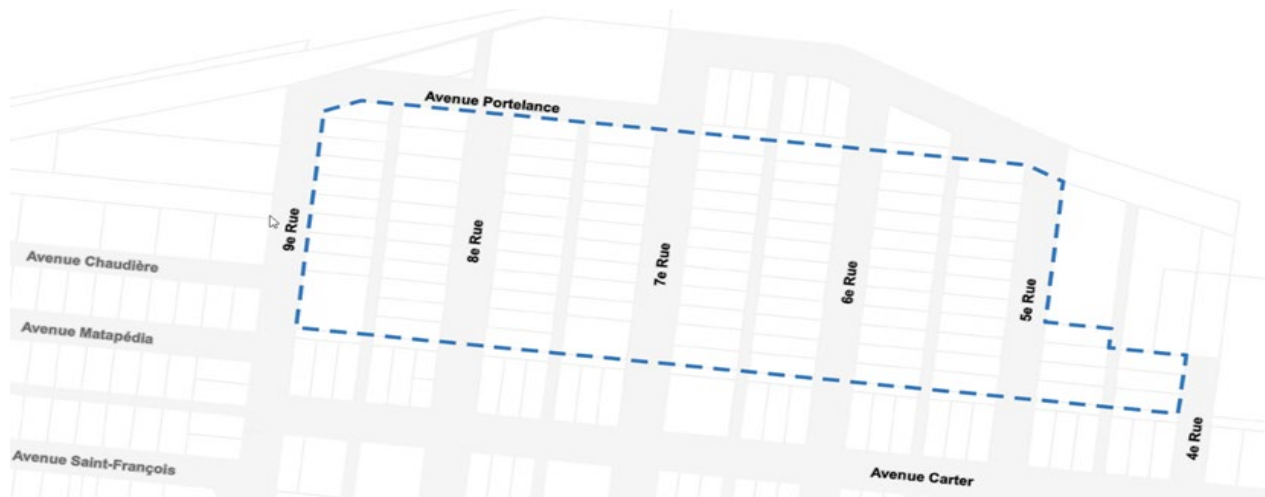 Avenue Portelance
9e Rue
8e Rue
7e Rue
6e Rue
5e Rue
4e Rue
Avenue Chaudière
Avenue Matapédia
Avenue Saint-François
Avenue Carter